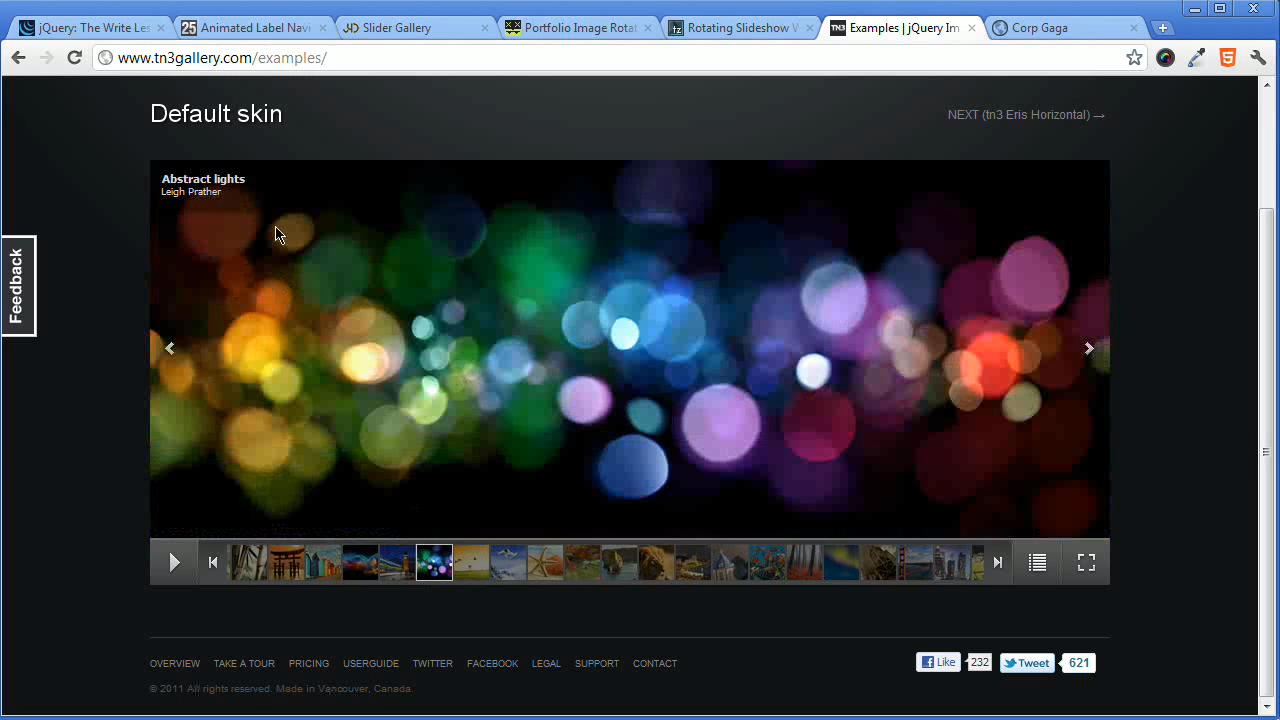 jQuery: The Write Les
Animated Label Navi
Slider Gallery
Portfolio Image Rotat
Rotating Slideshow W
Examples | jQuery Im
Corp Gaga
www.tn3gallery.com/examples/
Default skin
NEXT (tn3 Eris Horizontal) →
Abstract lights
Leigh Prather
Feedback
OVERVIEW TAKE A TOUR PRICING USERGUIDE TWITTER FACEBOOK LEGAL SUPPORT CONTACT
Like 232 Tweet 621
© 2011 All rights reserved. Made in Vancouver, Canada.